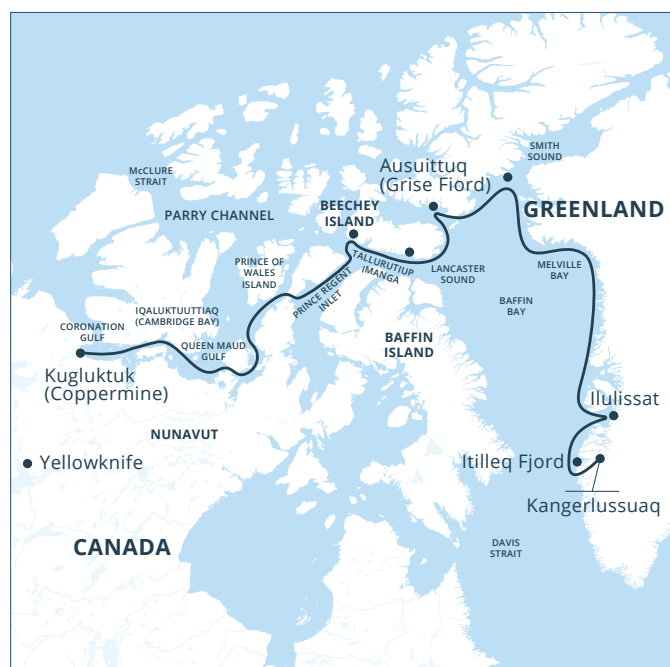 SMITH
SOUND
Ausuittuq
(Grise Fiord)
McCLURE
STRAIT
BEECHEY
ISLAND
GREENLAND
PARRY CHANNEL
TALLURUTIUP
IMANGA
LANCASTER
SOUND
MELVILLE
BAY
PRINCE OF
WALES
ISLAND
PRINCE REGENT
INLET
BAFFIN
BAY
IQALUKTUUTTIAQ
(CAMBRIDGE BAY)
CORONATION
GULF
QUEEN MAUD
GULF
BAFFIN
ISLAND
Kugluktuk
(Coppermine)
Ilulissat
NUNAVUT
Yellowknife
Itilleq Fjord
Kangerlussuaq
CANADA
DAVIS
STRAIT